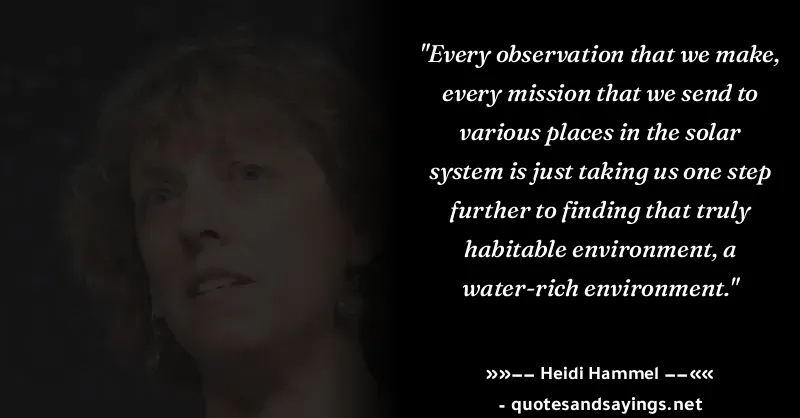 "Every observation that we make,
every mission that we send to
various places in the solar
system is just taking us one step
further to finding that truly
habitable environment, a
water-rich environment."
»»−− Heidi Hammel −−««
- quotesandsayings.net